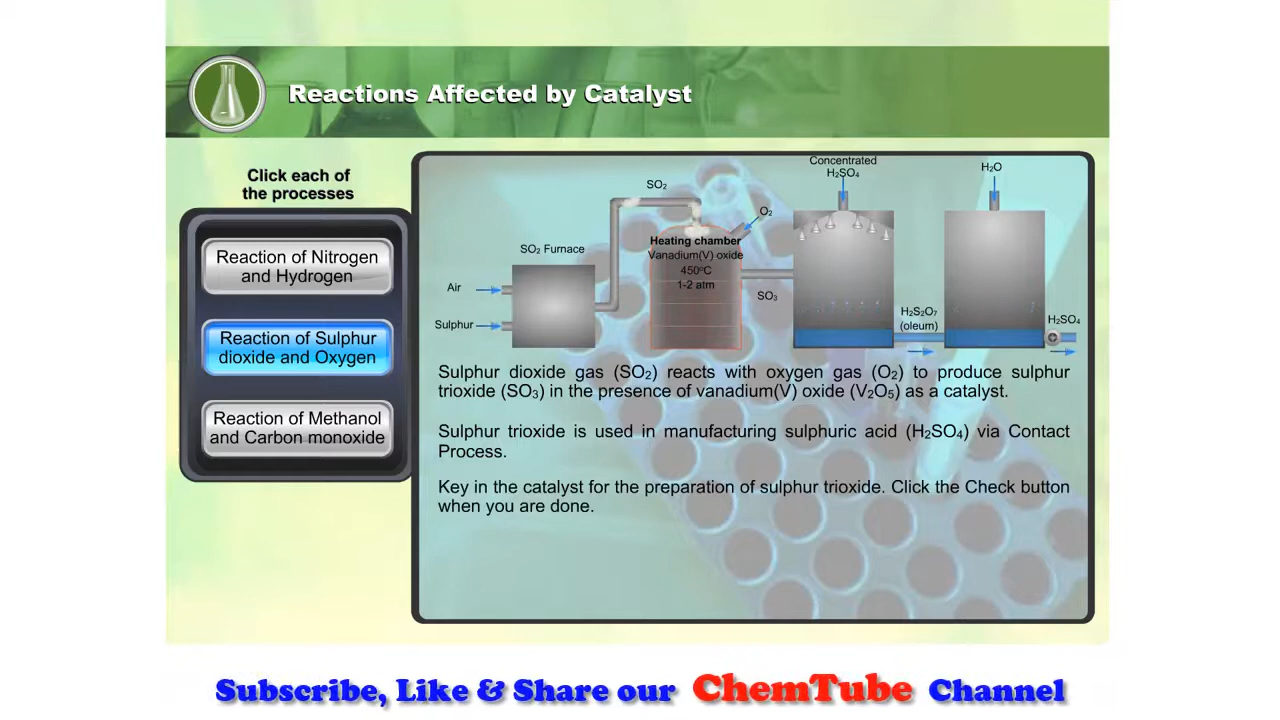 Reactions Affected by Catalyst
Click each of
the processes
Reaction of Nitrogen
and Hydrogen
Reaction of Sulphur
dioxide and Oxygen
Reaction of Methanol
and Carbon monoxide
Concentrated
H₂SO₄
H₂O
SO₂
O₂
SO₂ Furnace
Heating chamber
Vanadium(V) oxide
450°C
1-2 atm
Air
SO₃
Sulphur
H₂S₂O₇
(oleum)
H₂SO₄
Sulphur dioxide gas (SO₂) reacts with oxygen gas (O₂) to produce sulphur
trioxide (SO₃) in the presence of vanadium(V) oxide (V₂O₅) as a catalyst.
Sulphur trioxide is used in manufacturing sulphuric acid (H₂SO₄) via Contact
Process.
Key in the catalyst for the preparation of sulphur trioxide. Click the Check button
when you are done.
Subscribe, Like & Share our ChemTube Channel